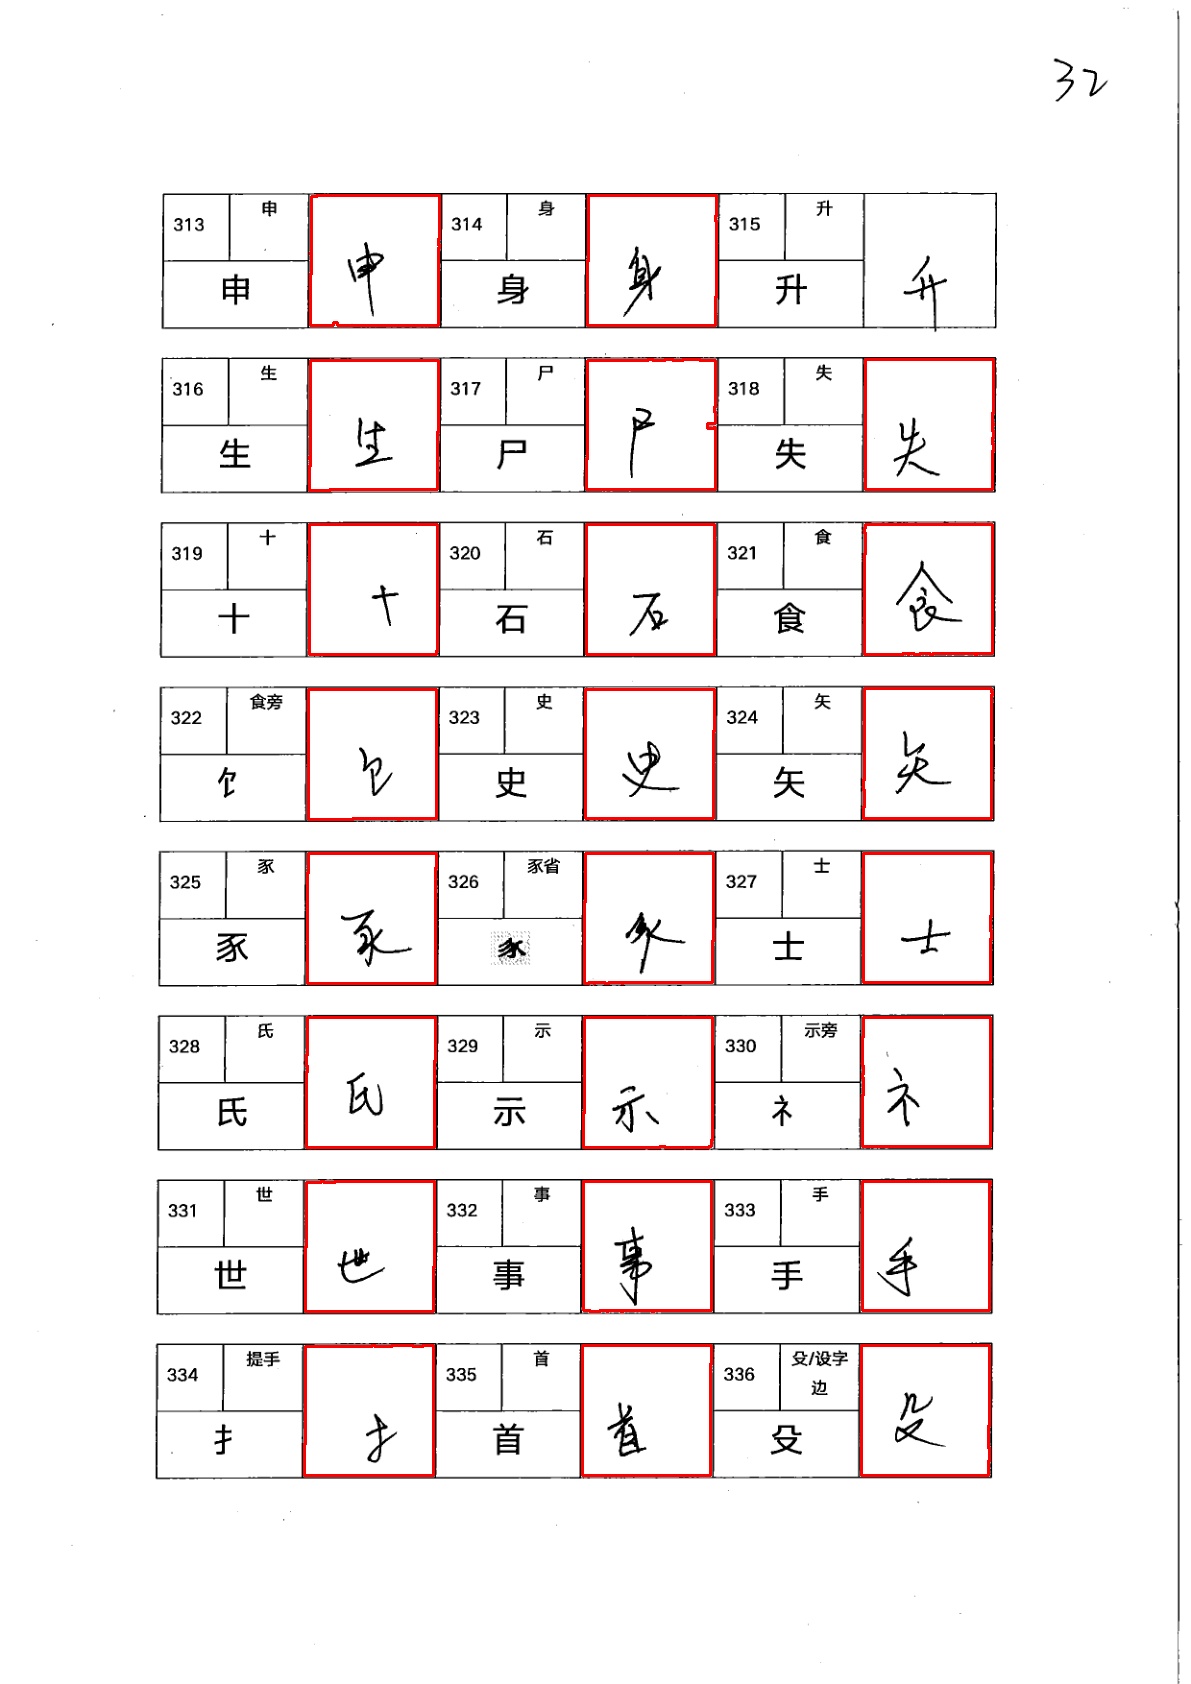 32
313 申 申 314 身 身 315 升 升
申 身 升
316 生 生 317 尸 尸 318 失 失
生 尸 失
319 十 十 320 石 石 321 食 食
十 石 食
322 食旁 饣 323 史 史 324 矢 矢
饣 史 矢
325 豕 豕 326 豕省 327 士 士
豕 士
328 氏 氏 329 示 示 330 示旁 礻
氏 示 礻
331 世 世 332 事 事 333 手 手
世 事 手
334 提手 扌 335 首 首 336 殳/设字边 殳
扌 首 殳